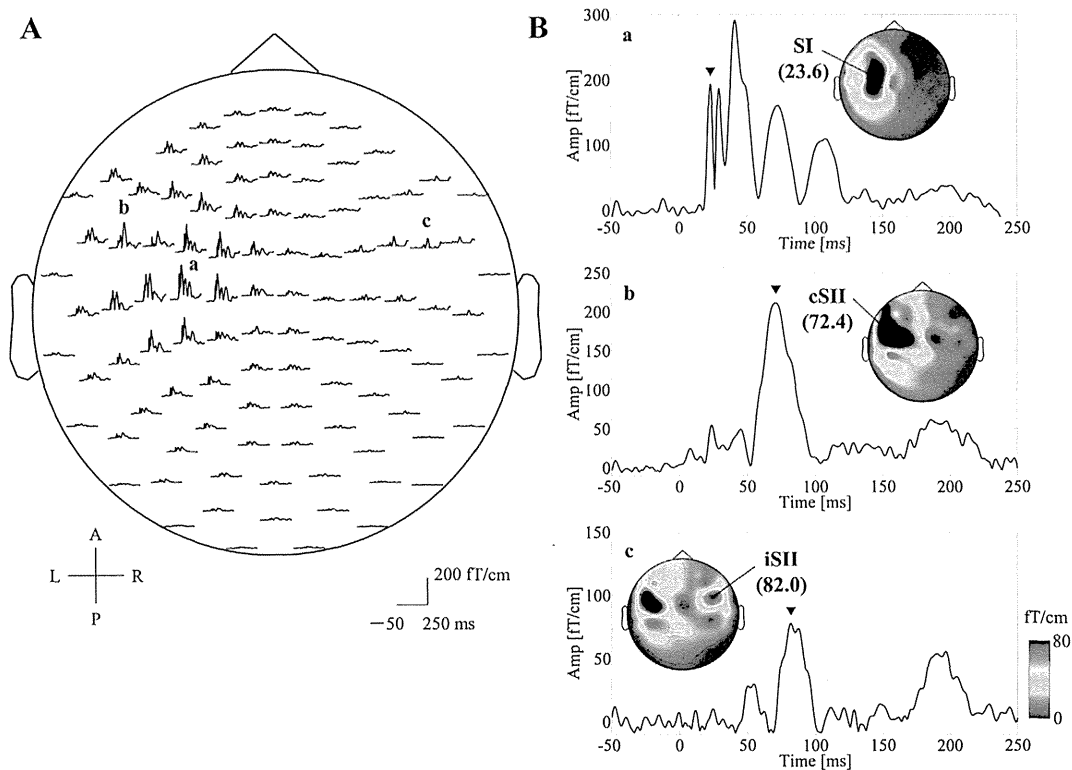 A
b
c
a
A
L R
P
200 fT/cm
−50 250 ms
B
a
Amp [fT/cm]
300
200
100
0
SI
(23.6)
-50 0 50 100 150 200 250
Time [ms]
b
Amp [fT/cm]
250
200
150
100
50
0
cSII
(72.4)
-50 0 50 100 150 200 250
Time [ms]
c
Amp [fT/cm]
150
100
50
0
iSII
(82.0)
-50 0 50 100 150 200 250
Time [ms]
fT/cm
80
0